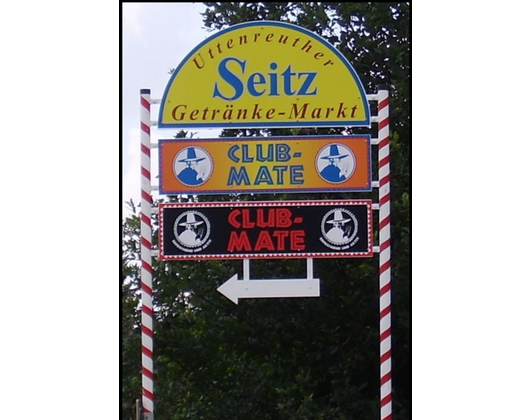 Uttenreuther
Seitz
Getränke-Markt
CLUB-
MATE
CLUB-
MATE